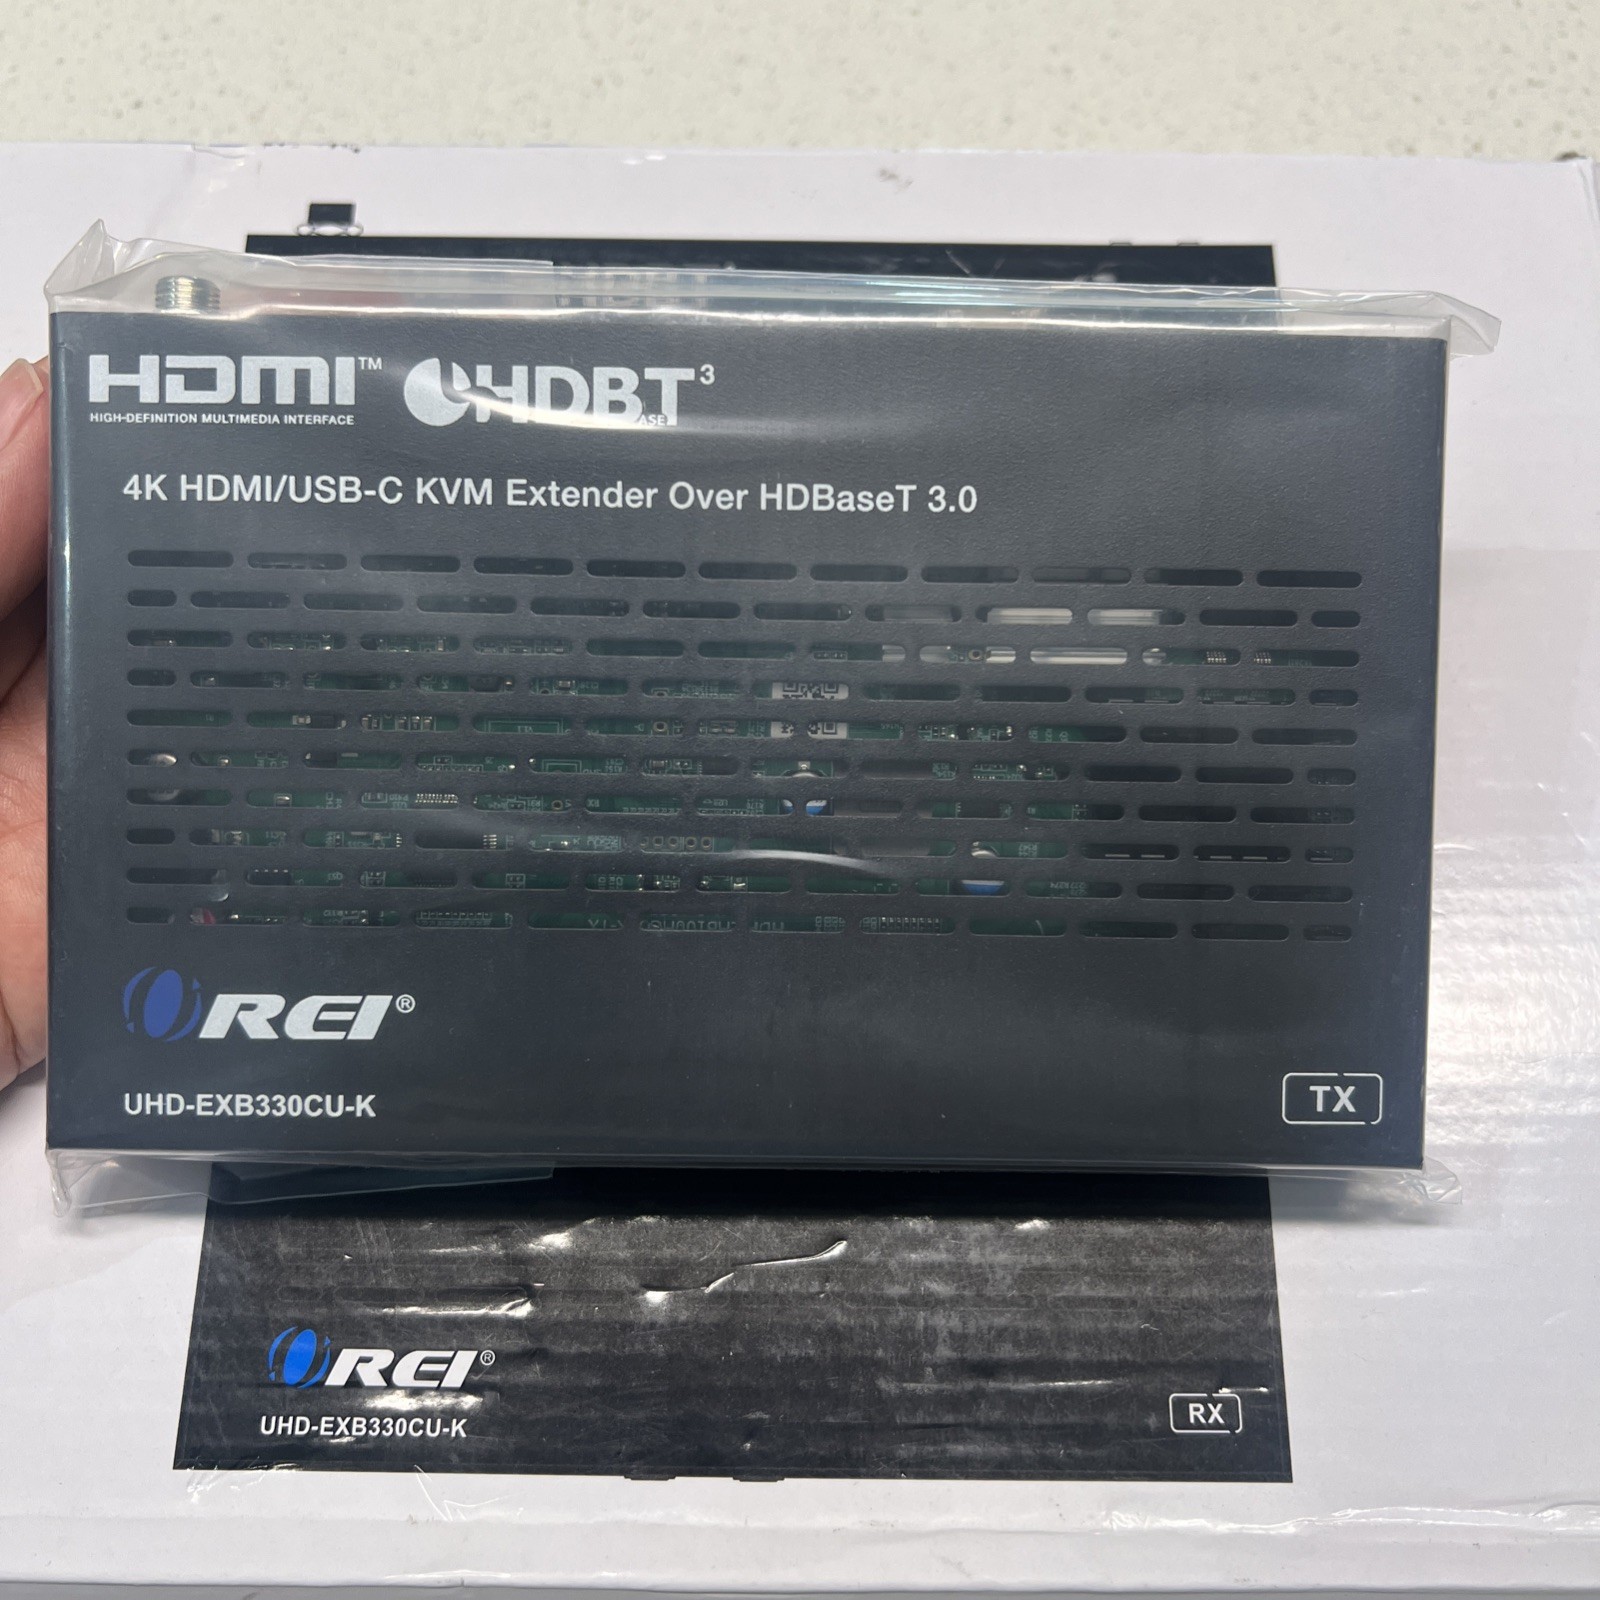 HDMI™ HDBT³
HIGH-DEFINITION MULTIMEDIA INTERFACE
ASE
4K HDMI/USB-C KVM Extender Over HDBaseT 3.0
OREI®
UHD-EXB330CU-K
TX
OREI®
UHD-EXB330CU-K
RX